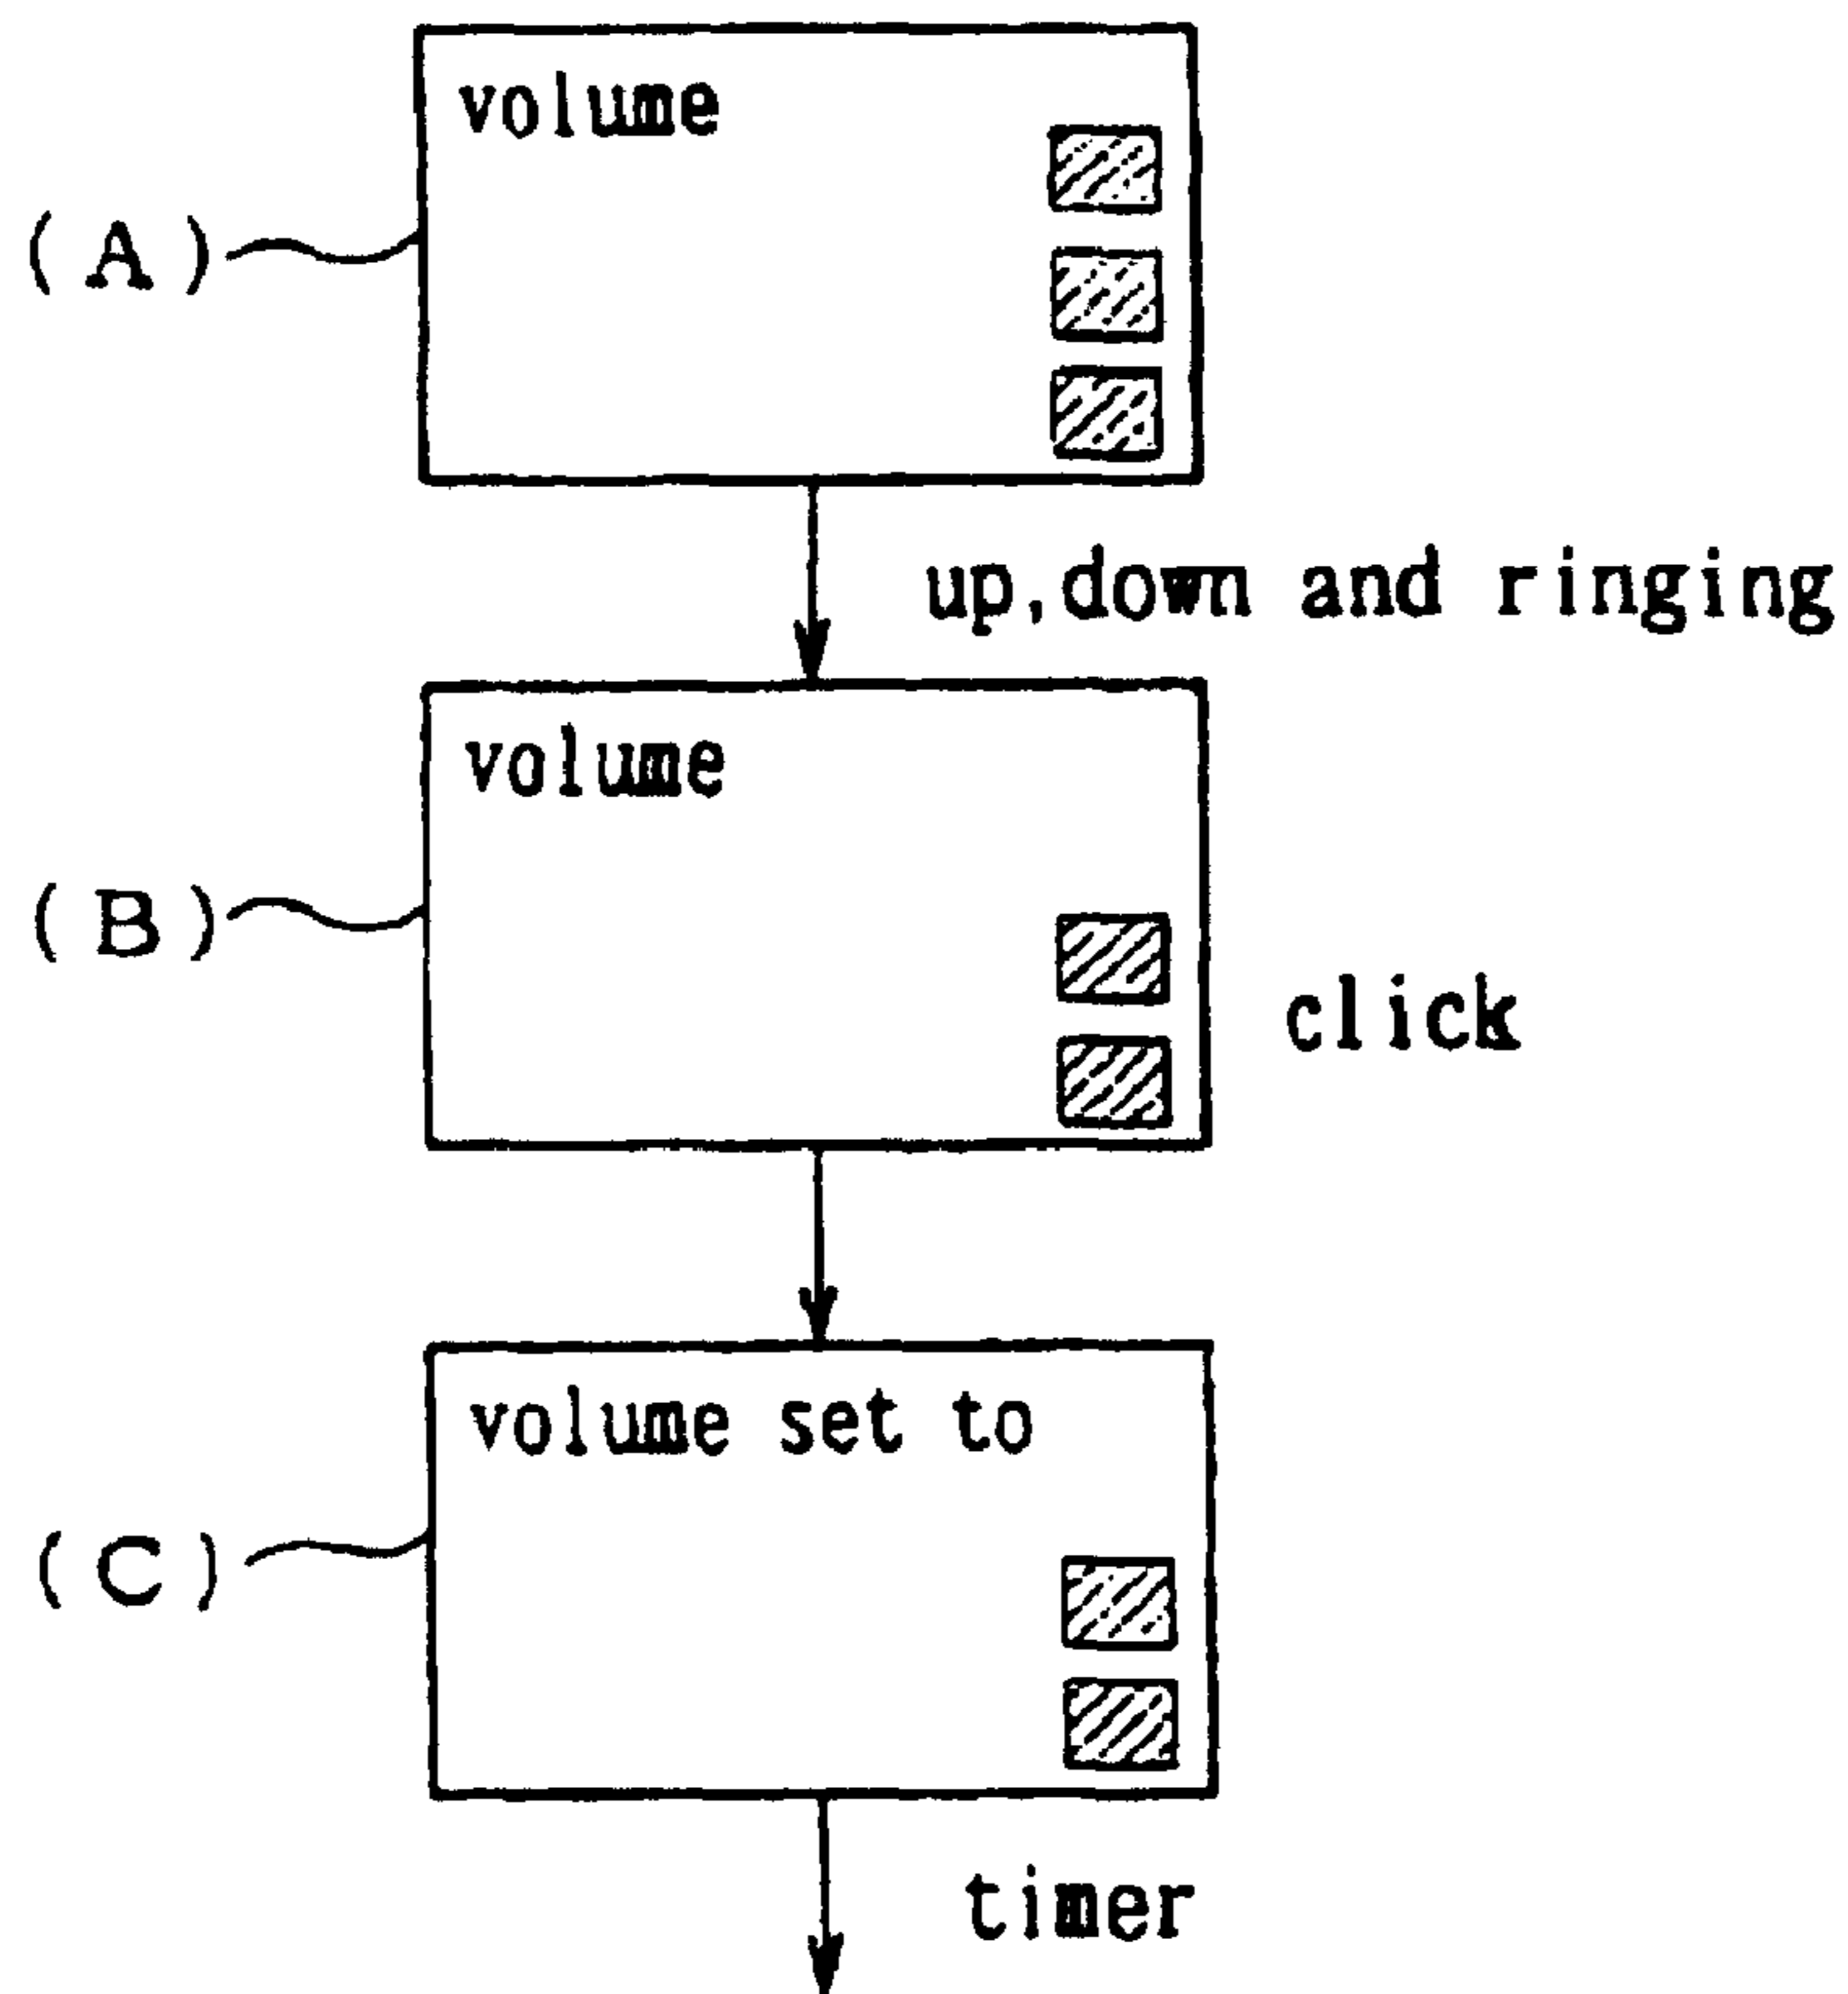 volume
(A)
up,down and ringing
volume
(B)
click
volume set to
(C)
timer